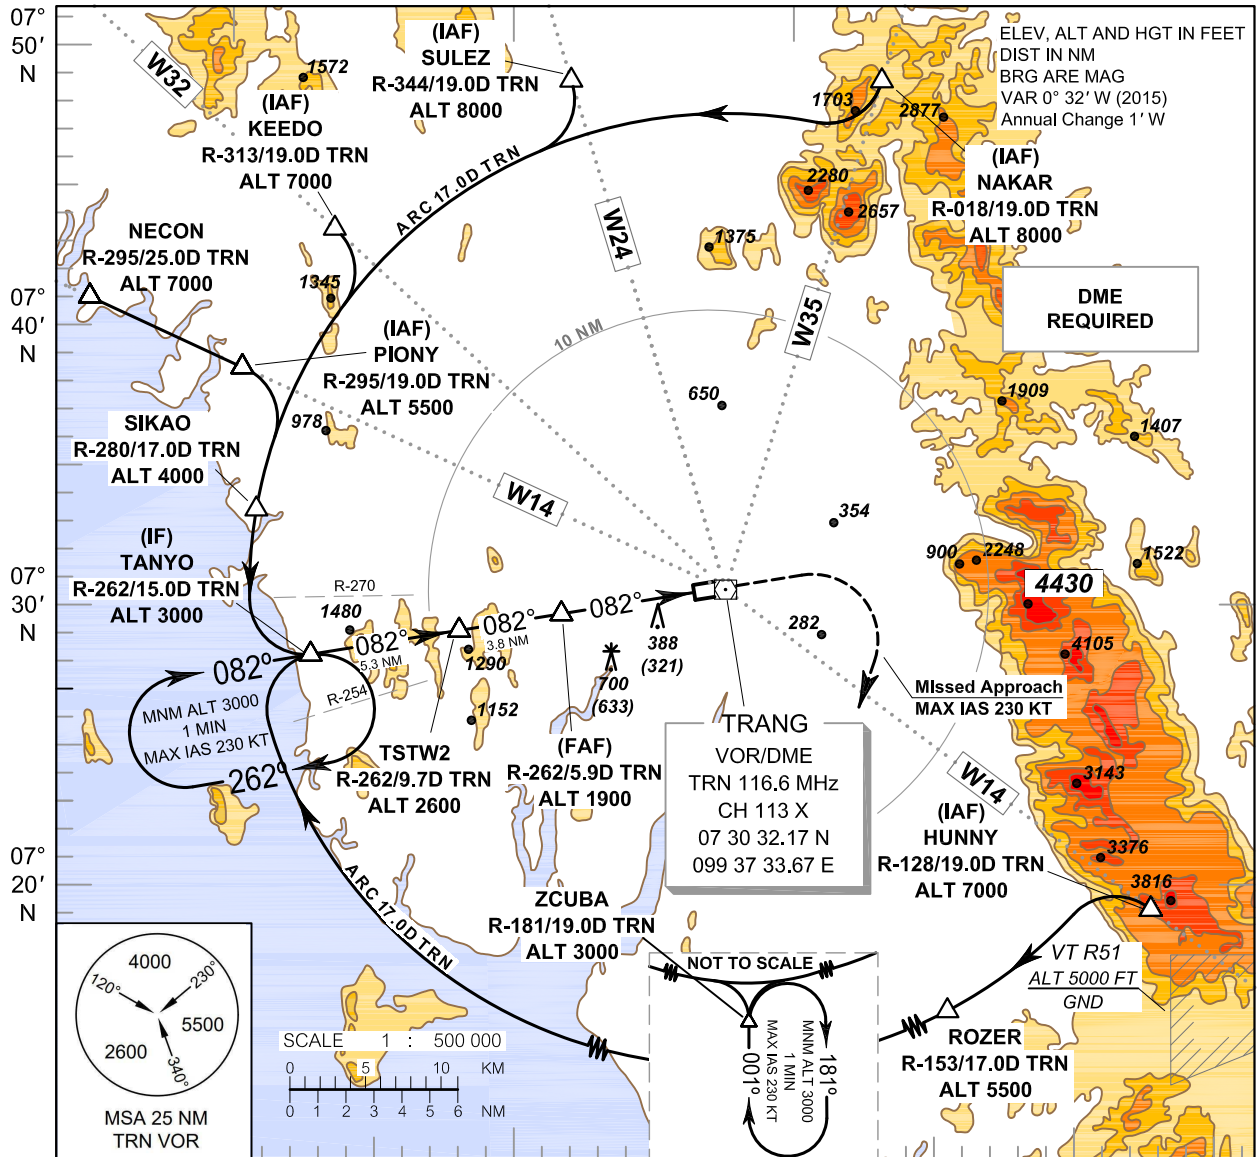 07°
50'
N
W32
1572
(IAF)
SULEZ
R-344/19.0D TRN
ALT 8000
ELEV, ALT AND HGT IN FEET
DIST IN NM
BRG ARE MAG
VAR 0° 32' W (2015)
Annual Change 1' W
(IAF)
KEEDO
R-313/19.0D TRN
ALT 7000
1703
2877
(IAF)
NAKAR
R-018/19.0D TRN
ALT 8000
ARC 17.0D TRN
2280
2657
W24
1375
NECON
R-295/25.0D TRN
ALT 7000
1345
07°
40'
N
DME
REQUIRED
W35
10 NM
(IAF)
PIONY
R-295/19.0D TRN
ALT 5500
650
978
1909
1407
SIKAO
R-280/17.0D TRN
ALT 4000
W14
354
(IF)
TANYO
R-262/15.0D TRN
ALT 3000
900
2248
1522
4430
07°
30'
N
R-270
1480
082°
5.3 NM
082°
3.8 NM
082°
1290
388
(321)
282
4105
082°
MNM ALT 3000
1 MIN
MAX IAS 230 KT
262°
R-254
1152
700
(633)
MIssed Approach
MAX IAS 230 KT
TSTW2
R-262/9.7D TRN
ALT 2600
(FAF)
R-262/5.9D TRN
ALT 1900
TRANG
VOR/DME
TRN 116.6 MHz
CH 113 X
07 30 32.17 N
099 37 33.67 E
W14
3143
(IAF)
HUNNY
R-128/19.0D TRN
ALT 7000
3376
3816
07°
20'
N
ARC 17.0D TRN
ZCUBA
R-181/19.0D TRN
ALT 3000
NOT TO SCALE
001°
MAX IAS 230 KT
1 MIN
MNM ALT 3000
181°
VT R51
ALT 5000 FT
GND
ROZER
R-153/17.0D TRN
ALT 5500
4000
120°
230°
5500
2600
340°
MSA 25 NM
TRN VOR
SCALE 1 : 500 000
0 5 10 KM
0 1 2 3 4 5 6 NM